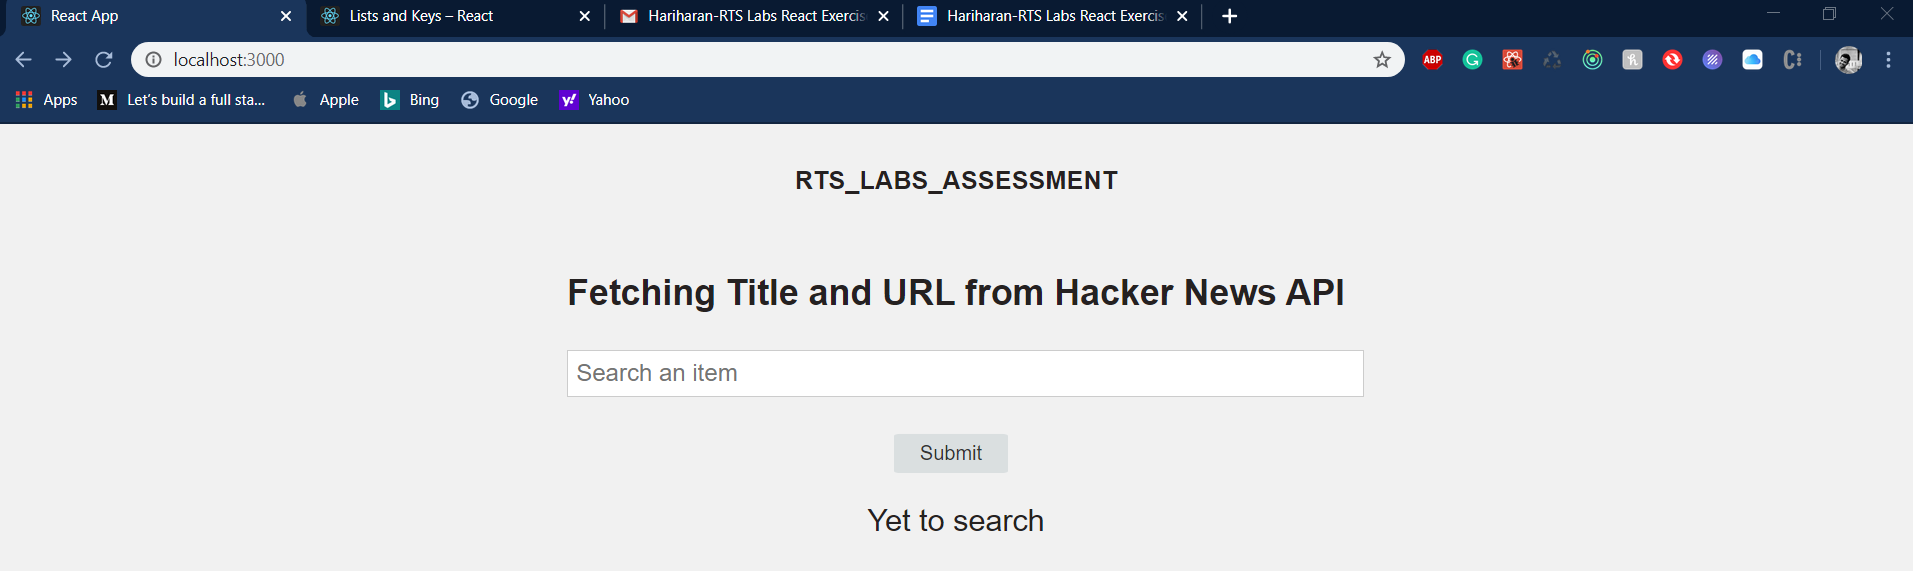 React App
Lists and Keys – React
Hariharan-RTS Labs React Exercis
Hariharan-RTS Labs React Exercis
localhost:3000
ABP
Apps
M Let's build a full sta...
Apple
Bing
Google
y! Yahoo
RTS_LABS_ASSESSMENT
Fetching Title and URL from Hacker News API
Search an item
Submit
Yet to search